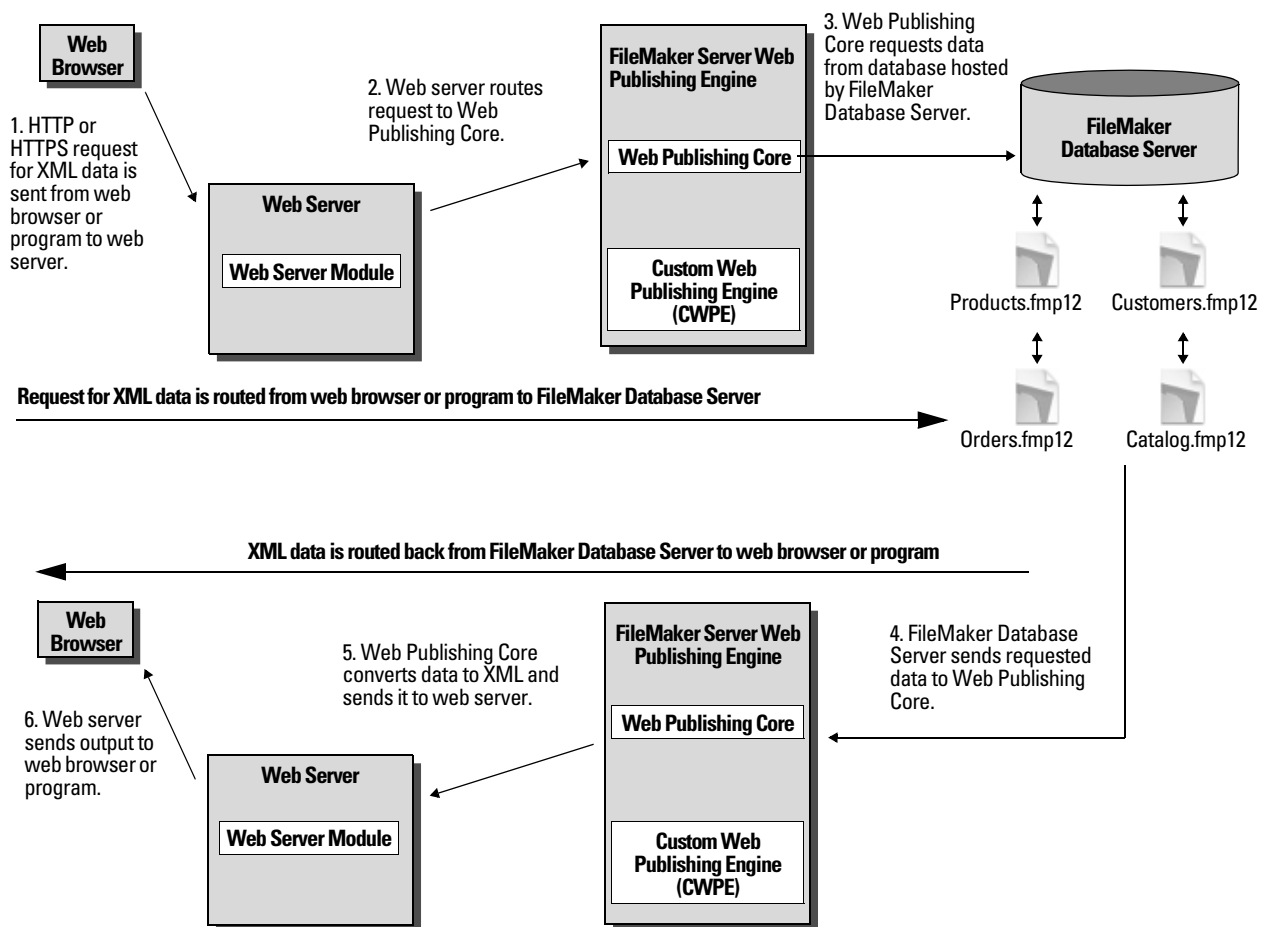 Web
Browser
1. HTTP or
HTTPS request
for XML data is
sent from web
browser or
program to web
server.
Web Server
Web Server Module
2. Web server routes
request to Web
Publishing Core.
FileMaker Server Web
Publishing Engine
Web Publishing Core
Custom Web
Publishing Engine
(CWPE)
3. Web Publishing
Core requests data
from database hosted
by FileMaker
Database Server.
FileMaker
Database Server
Products.fmp12
Customers.fmp12
Orders.fmp12
Catalog.fmp12
Request for XML data is routed from web browser or program to FileMaker Database Server
XML data is routed back from FileMaker Database Server to web browser or program
4. FileMaker Database
Server sends requested
data to Web Publishing
Core.
FileMaker Server Web
Publishing Engine
Web Publishing Core
Custom Web
Publishing Engine
(CWPE)
5. Web Publishing Core
converts data to XML and
sends it to web server.
Web Server
Web Server Module
6. Web server
sends output to
web browser or
program.
Web
Browser